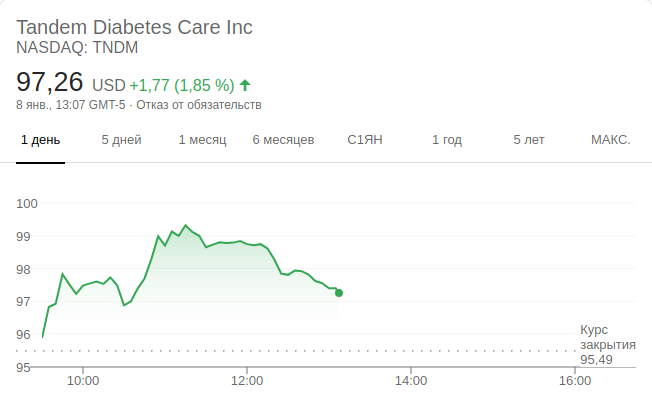 Tandem Diabetes Care Inc
NASDAQ: TNDM
97,26 USD +1,77 (1,85 %)
8 янв., 13:07 GMT-5 · Отказ от обязательств
1 день 5 дней 1 месяц 6 месяцев С1ЯН 1 год 5 лет МАКС.
100
99
98
97
96
95
Курс
закрытия
95,49
10:00 12:00 14:00 16:00